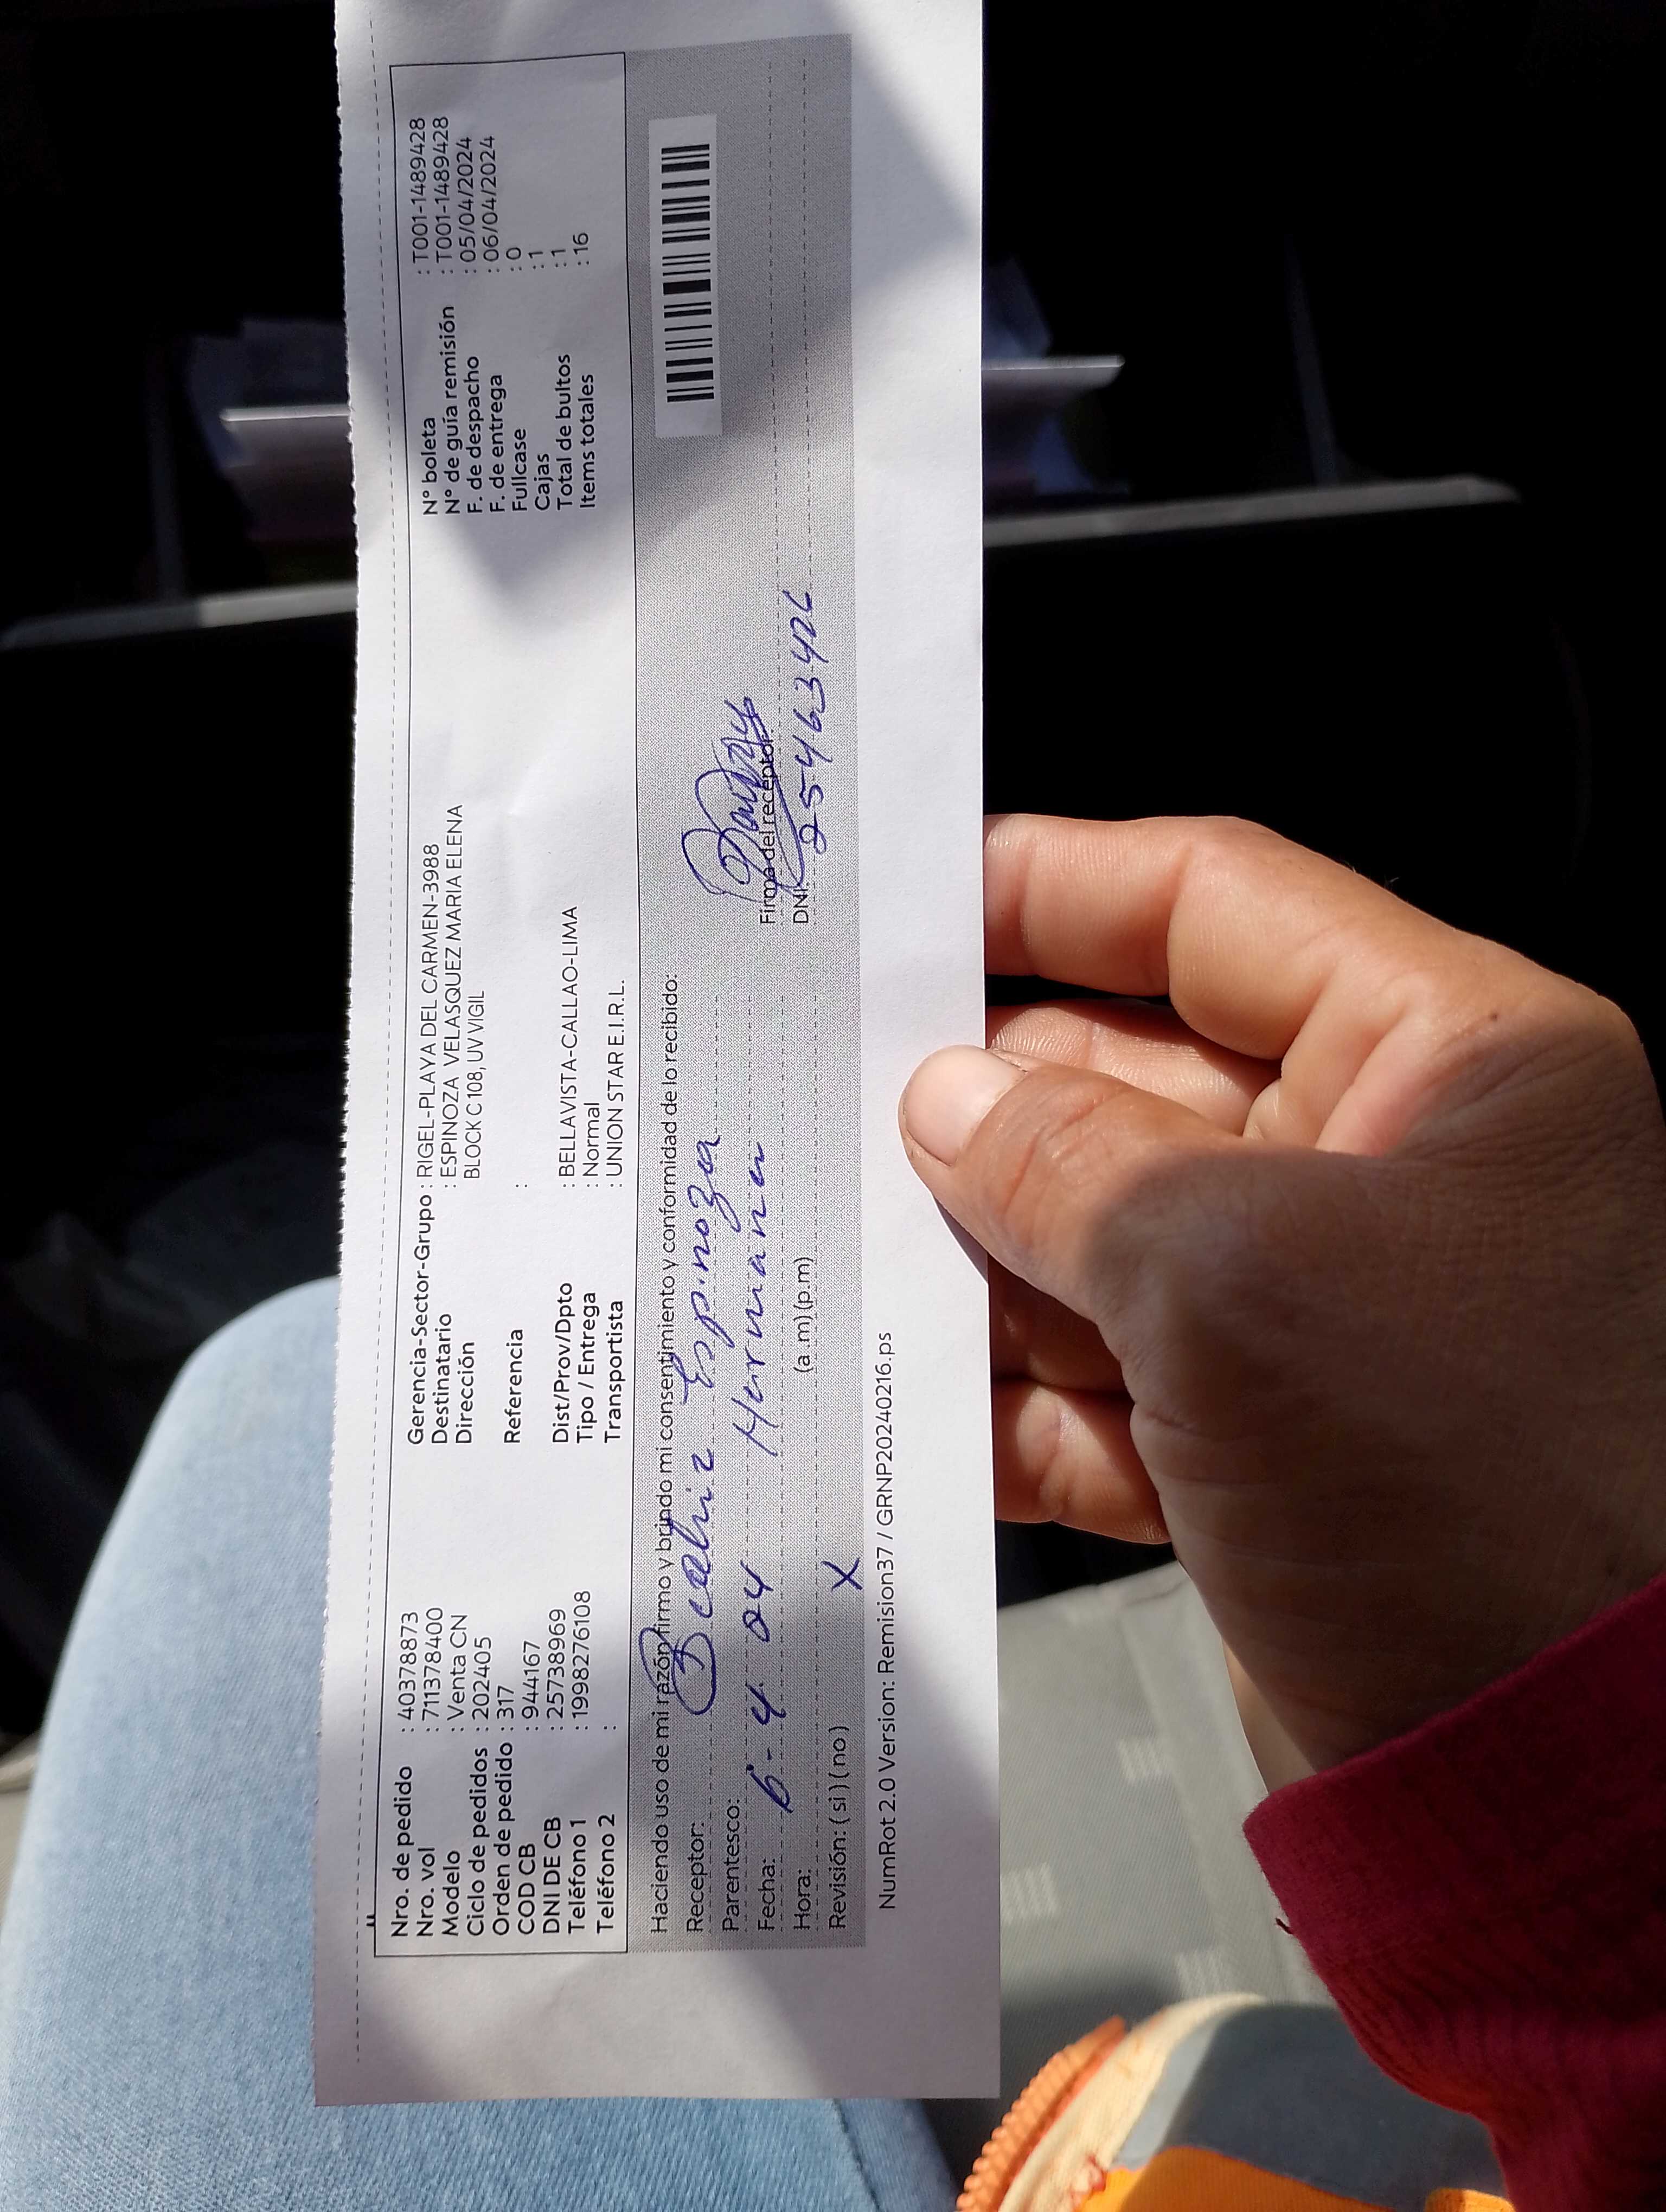 Nro. de pedido : 40378873
Nro. vol : 711378400
Modelo : Venta CN
Ciclo de pedidos : 202405
Orden de pedido : 317
COD CB : 944167
DNI DE CB : 25738969
Teléfono 1 : 1998276108
Teléfono 2 :
Gerencia-Sector-Grupo : RIGEL-PLAYA DEL CARMEN-3988
Destinatario : ESPINOZA VELASQUEZ MARIA ELENA
Dirección BLOCK C 108, UV VIGIL
Referencia :
Dist/Prov/Dpto : BELLAVISTA-CALLAO-LIMA
Tipo / Entrega : Normal
Transportista : UNION STAR E.I.R.L.
N° boleta : T001-1489428
N° de guía remisión : T001-1489428
F. de despacho : 05/04/2024
F. de entrega : 06/04/2024
Fullcase : 0
Cajas : 1
Total de bultos : 1
Items totales : 16
Haciendo uso de mi razón firmo y brindo mi consentimiento y conformidad de lo recibido:
Receptor: Espinoza
Parentesco: Hermana
Fecha: 6-4 04
Hora: (a.m) (p.m)
Revisión: ( si ) ( no ) X
Firma del receptor:
DNI: 25463426
NumRot 2.0 Version: Remision37 / GRNP20240216.ps